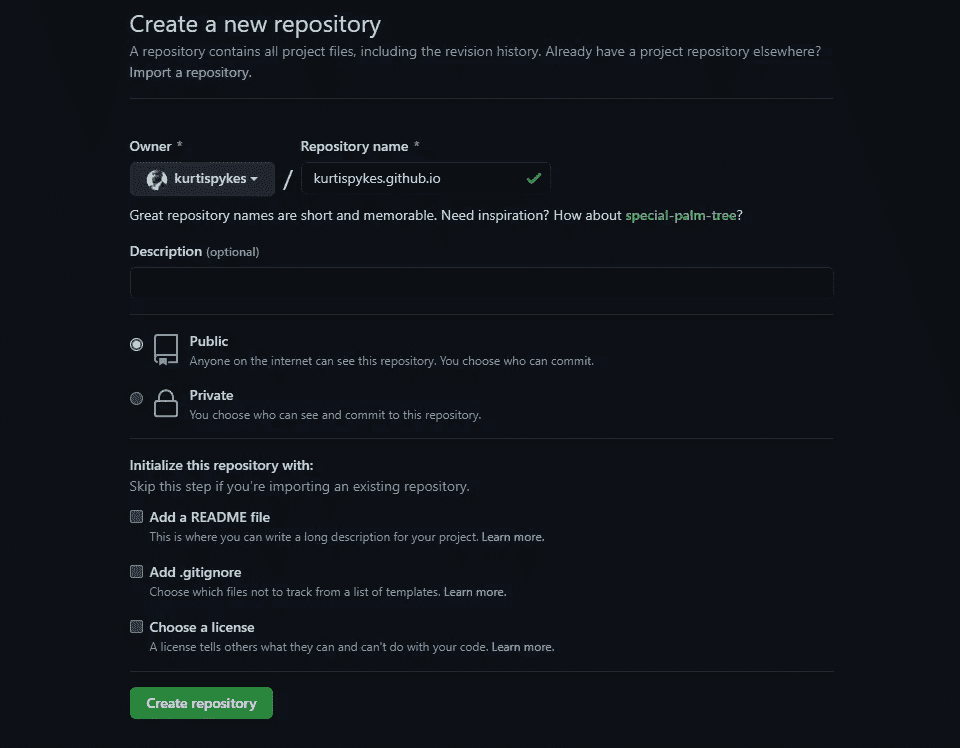 Create a new repository
A repository contains all project files, including the revision history. Already have a project repository elsewhere?
Import a repository.
Owner * Repository name *
kurtispykes / kurtispykes.github.io
Great repository names are short and memorable. Need inspiration? How about special-palm-tree?
Description (optional)
Public
Anyone on the internet can see this repository. You choose who can commit.
Private
You choose who can see and commit to this repository.
Initialize this repository with:
Skip this step if you're importing an existing repository.
Add a README file
This is where you can write a long description for your project. Learn more.
Add .gitignore
Choose which files not to track from a list of templates. Learn more.
Choose a license
A license tells others what they can and can't do with your code. Learn more.
Create repository